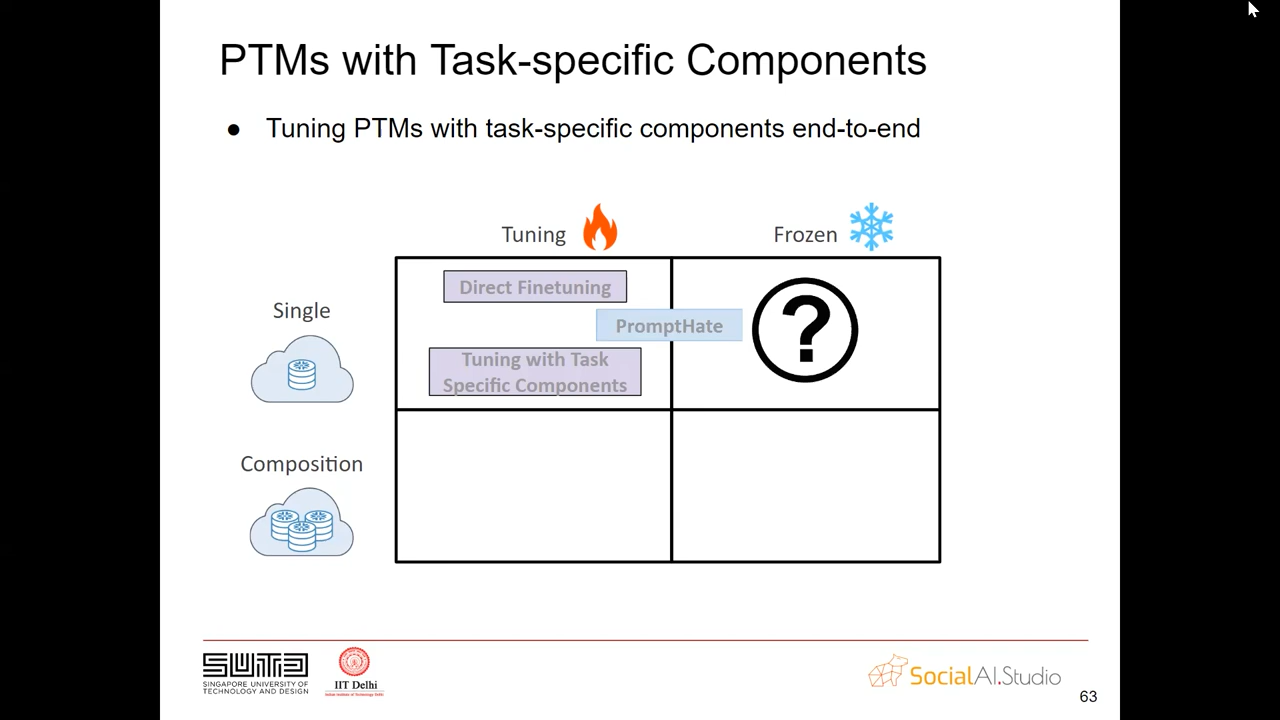 PTMs with Task-specific Components
● Tuning PTMs with task-specific components end-to-end
Tuning
Frozen
Single
Direct Finetuning
PromptHate
?
Tuning with Task
Specific Components
Composition
SUTD
SINGAPORE UNIVERSITY OF
TECHNOLOGY AND DESIGN
IIT Delhi
SocialAI.Studio
63